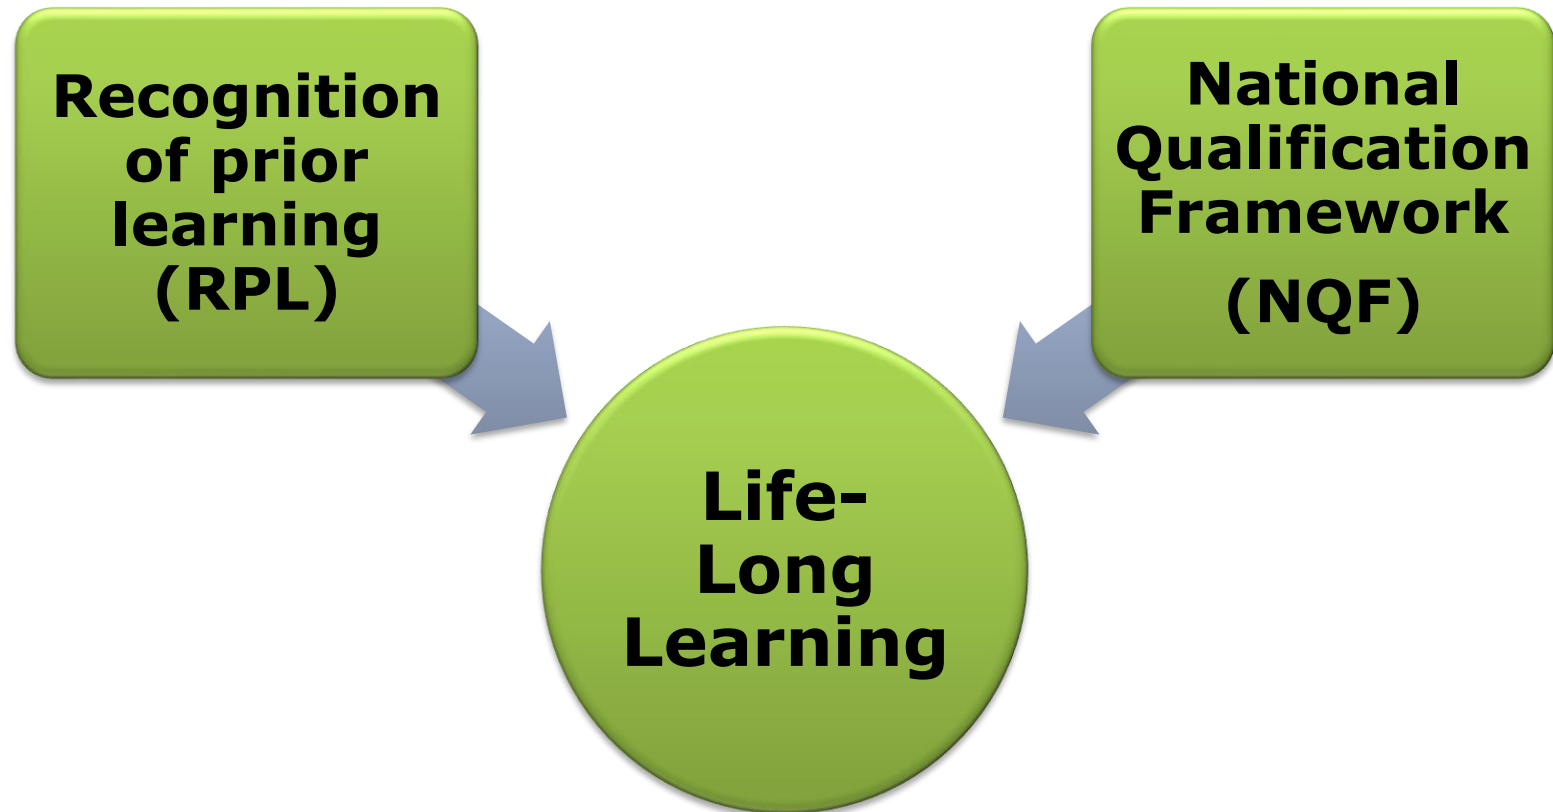 Recognition
of prior
learning
(RPL)
National
Qualification
Framework
(NQF)
Life-
Long
Learning